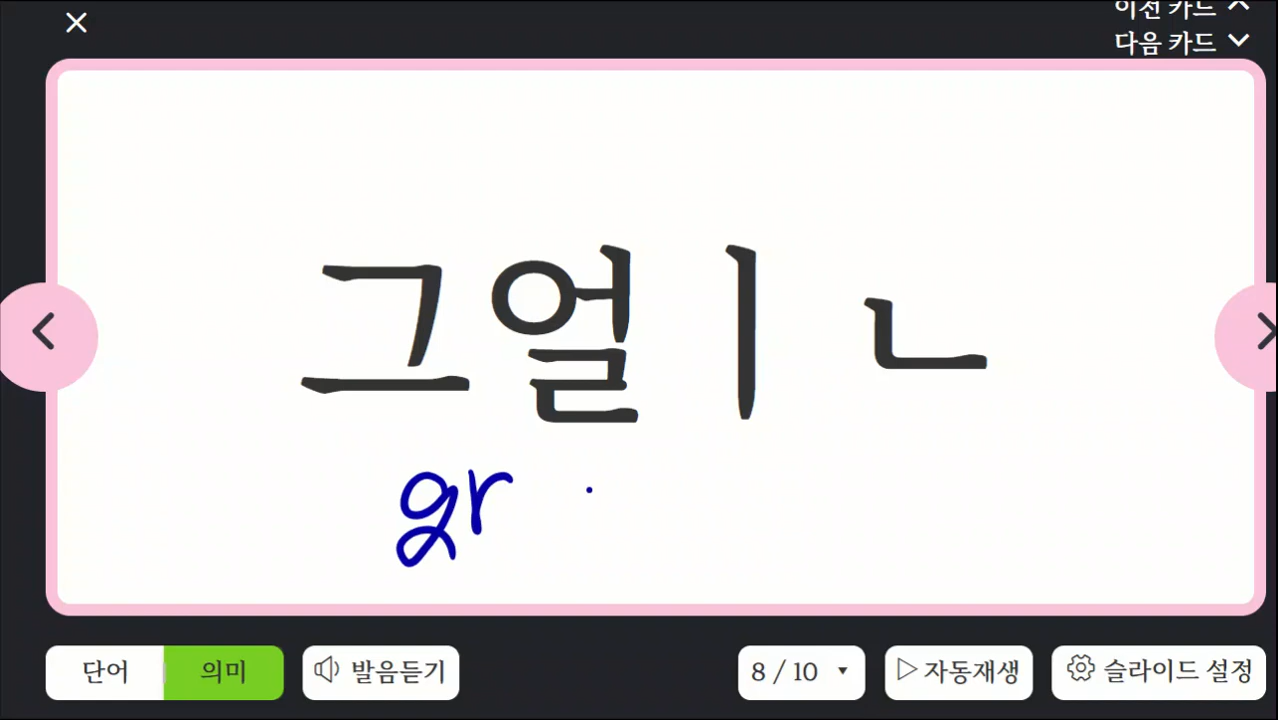 이전 카드
다음 카드
그얼ㅣㄴ
gr
단어 의미 발음듣기 8 / 10 자동재생 슬라이드 설정